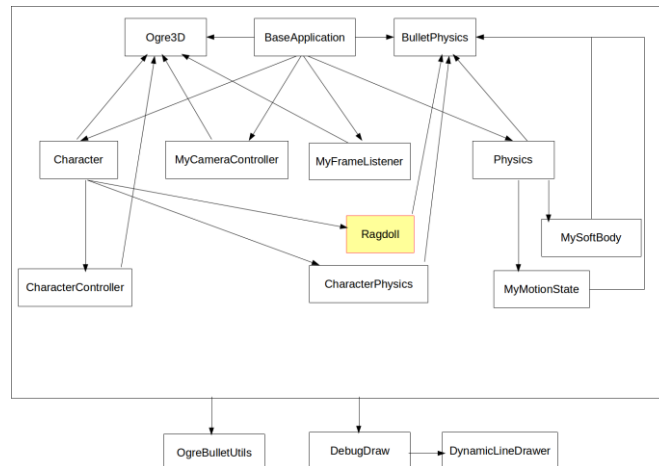 Ogre3D
BaseApplication
BulletPhysics
Character
MyCameraController
MyFrameListener
Physics
Ragdoll
MySoftBody
CharacterController
CharacterPhysics
MyMotionState
OgreBulletUtils
DebugDraw
DynamicLineDrawer